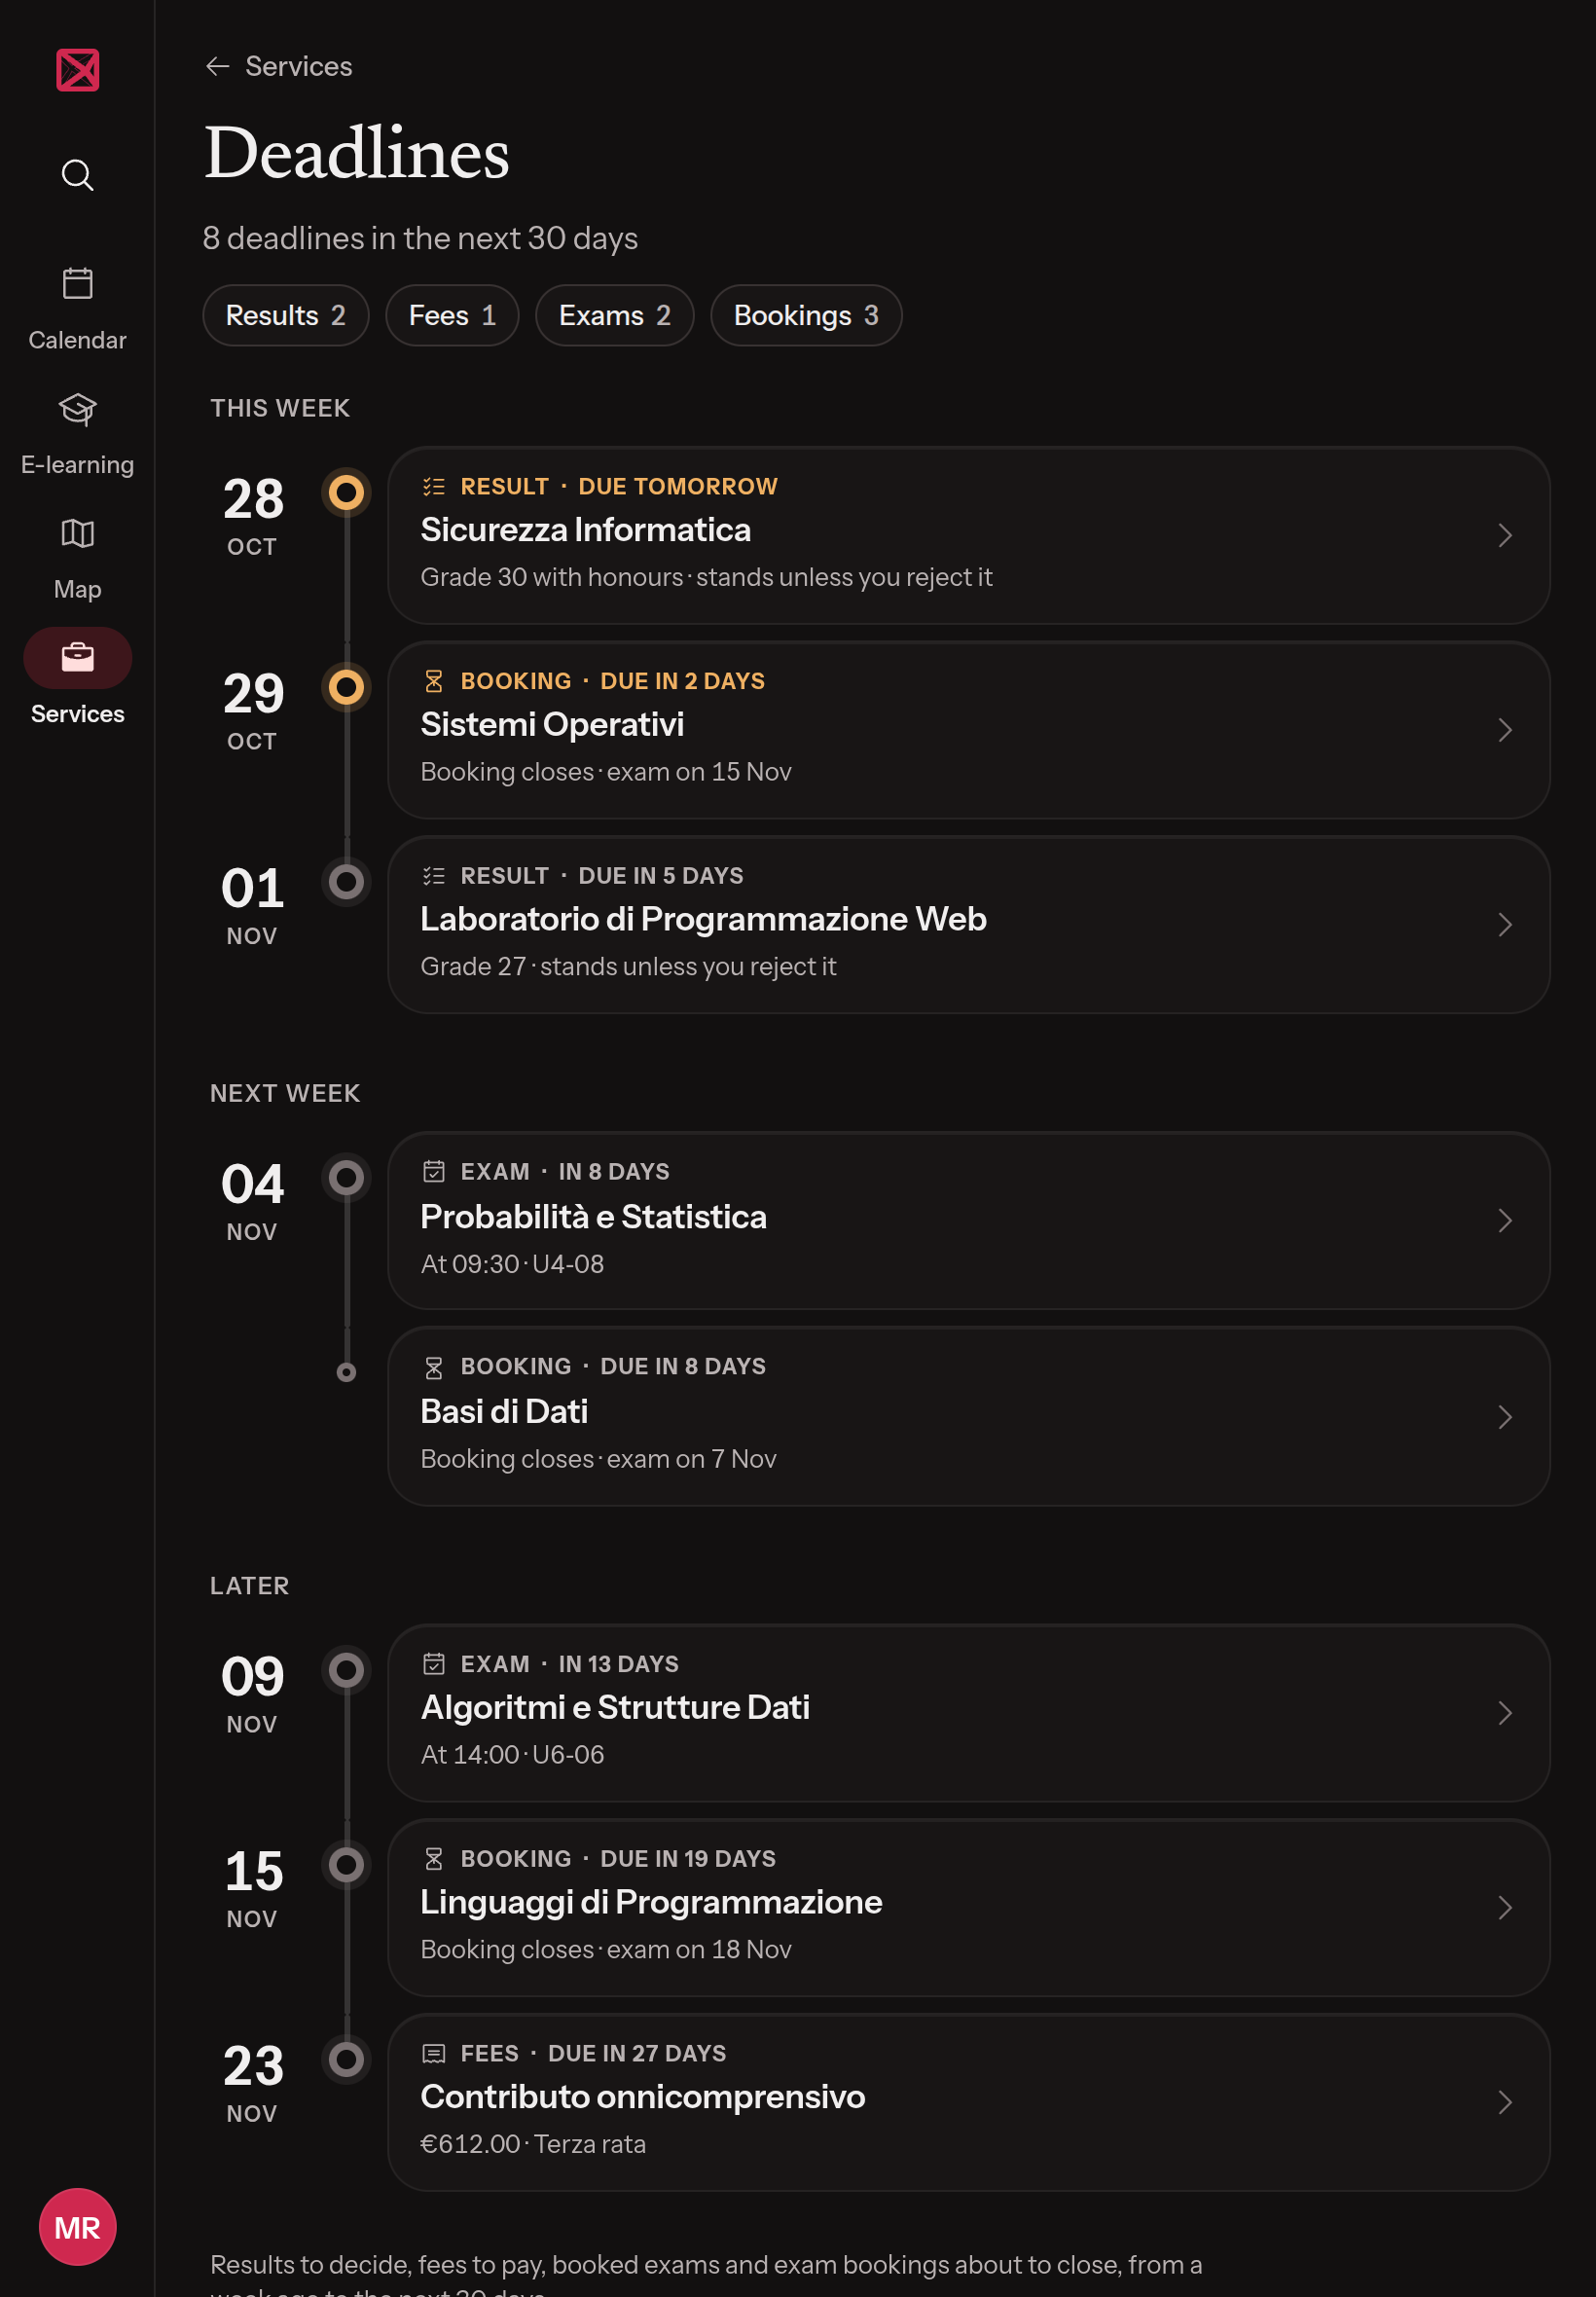 Services
Deadlines
8 deadlines in the next 30 days
Results 2
Fees 1
Exams 2
Bookings 3
Calendar
E-learning
Map
Services
THIS WEEK
28
OCT
RESULT · DUE TOMORROW
Sicurezza Informatica
Grade 30 with honours · stands unless you reject it
29
OCT
BOOKING · DUE IN 2 DAYS
Sistemi Operativi
Booking closes · exam on 15 Nov
01
NOV
RESULT · DUE IN 5 DAYS
Laboratorio di Programmazione Web
Grade 27 · stands unless you reject it
NEXT WEEK
04
NOV
EXAM · IN 8 DAYS
Probabilità e Statistica
At 09:30 · U4-08
BOOKING · DUE IN 8 DAYS
Basi di Dati
Booking closes · exam on 7 Nov
LATER
09
NOV
EXAM · IN 13 DAYS
Algoritmi e Strutture Dati
At 14:00 · U6-06
15
NOV
BOOKING · DUE IN 19 DAYS
Linguaggi di Programmazione
Booking closes · exam on 18 Nov
23
NOV
FEES · DUE IN 27 DAYS
Contributo onnicomprensivo
€612.00 · Terza rata
MR
Results to decide, fees to pay, booked exams and exam bookings about to close, from a
week ago to the next 30 days